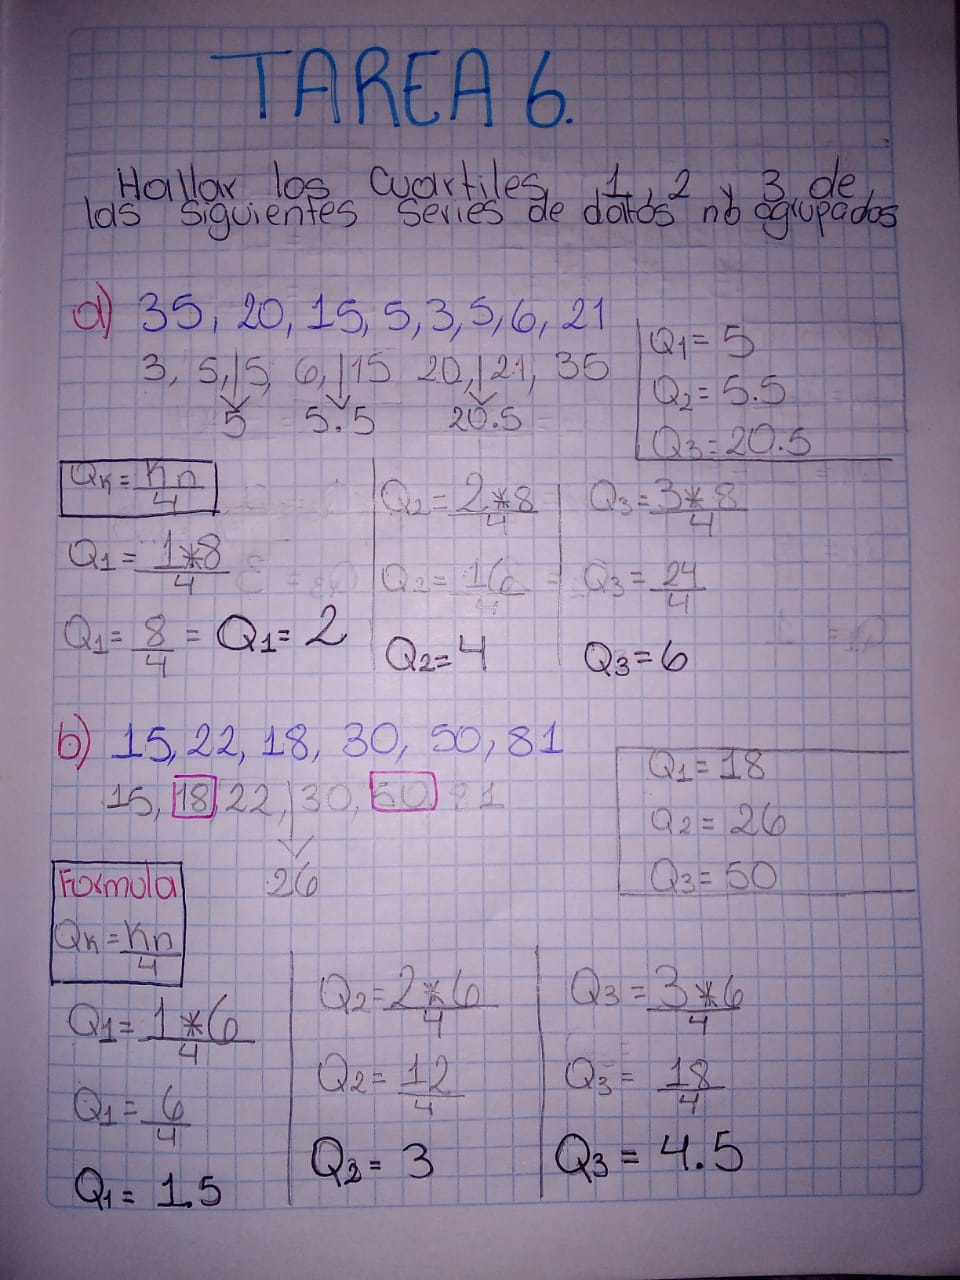 TAREA 6.
Hallar los Cuartiles 1, 2 y 3 de
las siguientes series de datos no agrupados
a) 35, 20, 15, 5, 3, 5, 6, 21
3, 5, 5, 6, 15 20, 21, 35
5 5.5 20.5
Q1= 5
Q2= 5.5
Q3= 20.5
QK= Kn/4
Q1= 1*8/4
Q1= 8/4 = Q1= 2
Q2= 2*8/4
Q2= 16/4
Q2= 4
Q3= 3*8/4
Q3= 24/4
Q3= 6
b) 15, 22, 18, 30, 50, 81
15, 18, 22, 30, 50, 81
26
Q1= 18
Q2= 26
Q3= 50
Formula
QK= Kn/4
Q1= 1*6/4
Q1= 6/4
Q1= 1.5
Q2= 2*6/4
Q2= 12/4
Q2= 3
Q3= 3*6/4
Q3= 18/4
Q3= 4.5